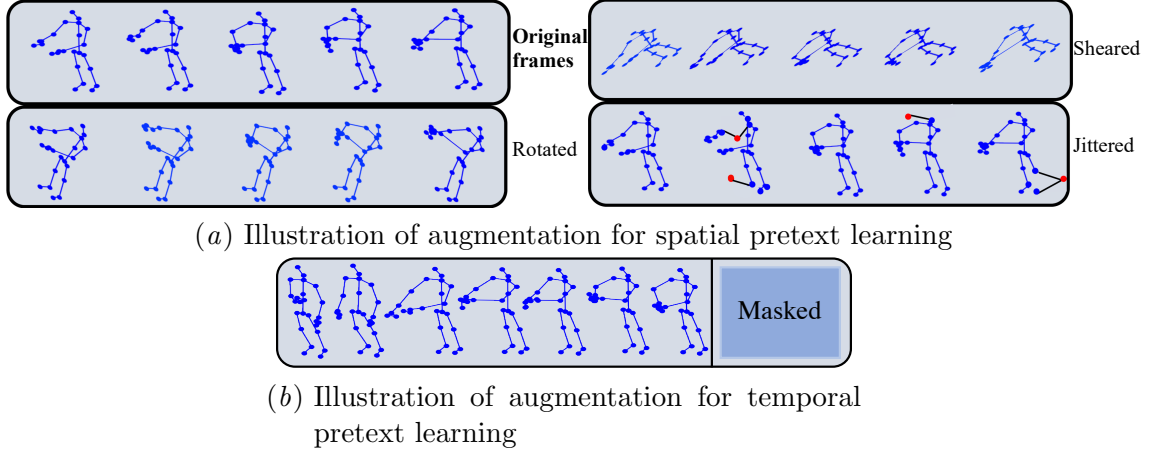 Original
frames
Sheared
Rotated
Jittered
(a) Illustration of augmentation for spatial pretext learning
Masked
(b) Illustration of augmentation for temporal
pretext learning